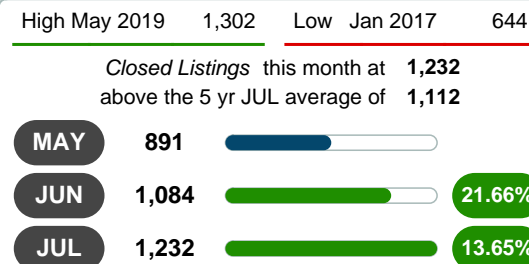 High May 2019 1,302 Low Jan 2017 644
Closed Listings this month at 1,232
above the 5 yr JUL average of 1,112
MAY 891
JUN 1,084 21.66%
JUL 1,232 13.65%